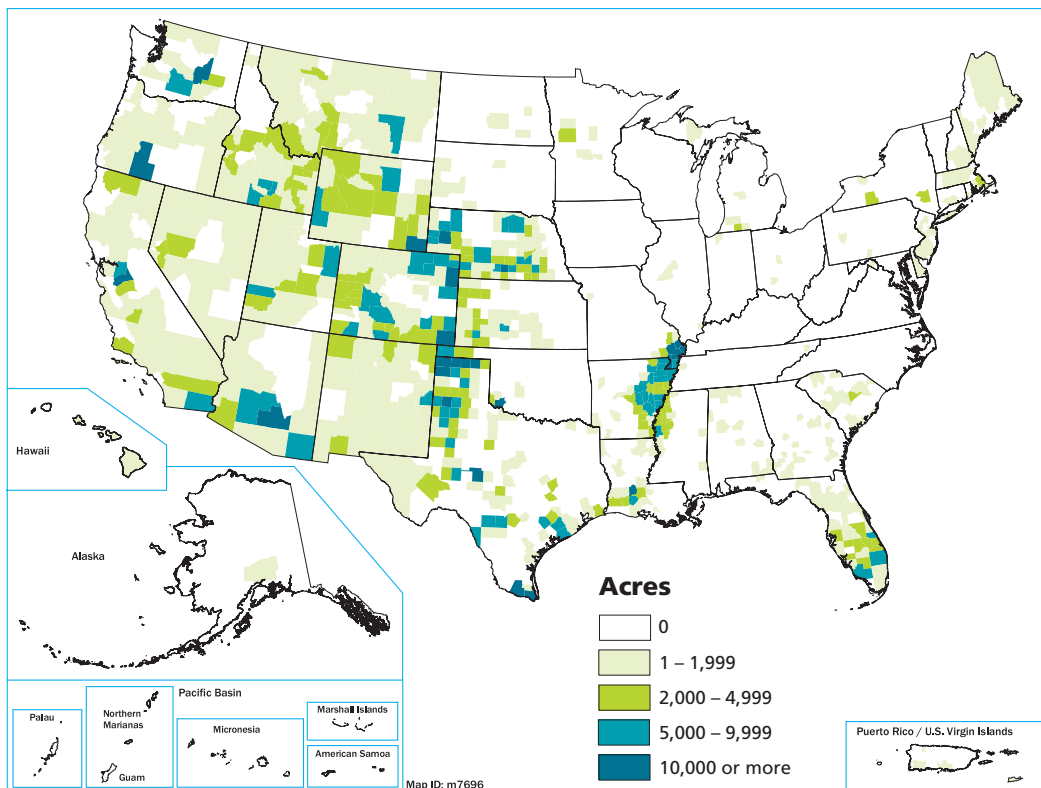 Hawaii
Alaska
Pacific Basin
Palau
Northern
Marianas
Guam
Micronesia
Marshall Islands
American Samoa
Map ID: m7696
Acres
0
1 – 1,999
2,000 – 4,999
5,000 – 9,999
10,000 or more
Puerto Rico / U.S. Virgin Islands